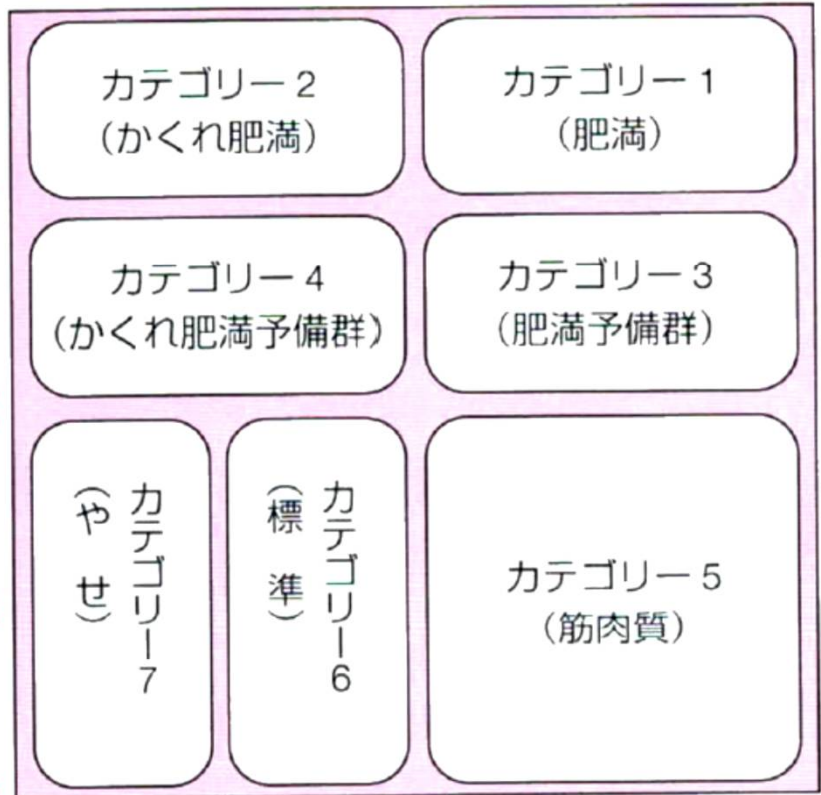 カテゴリー2
(かくれ肥満)
カテゴリー1
(肥満)
カテゴリー4
(かくれ肥満予備群)
カテゴリー3
(肥満予備群)
カテゴリー7
(やせ)
カテゴリー6
(標準)
カテゴリー5
(筋肉質)